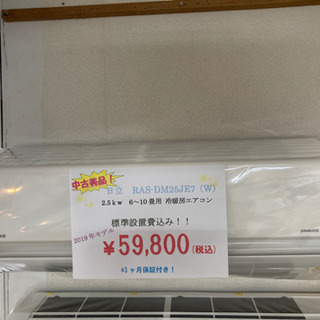 中古美品！
日立 RAS-DM25JE7 (W)
2.5kw 6〜10畳用 冷暖房エアコン
標準設置費込み！！
2019年モデル
¥59,800(税込)
*3ヶ月保証付き！